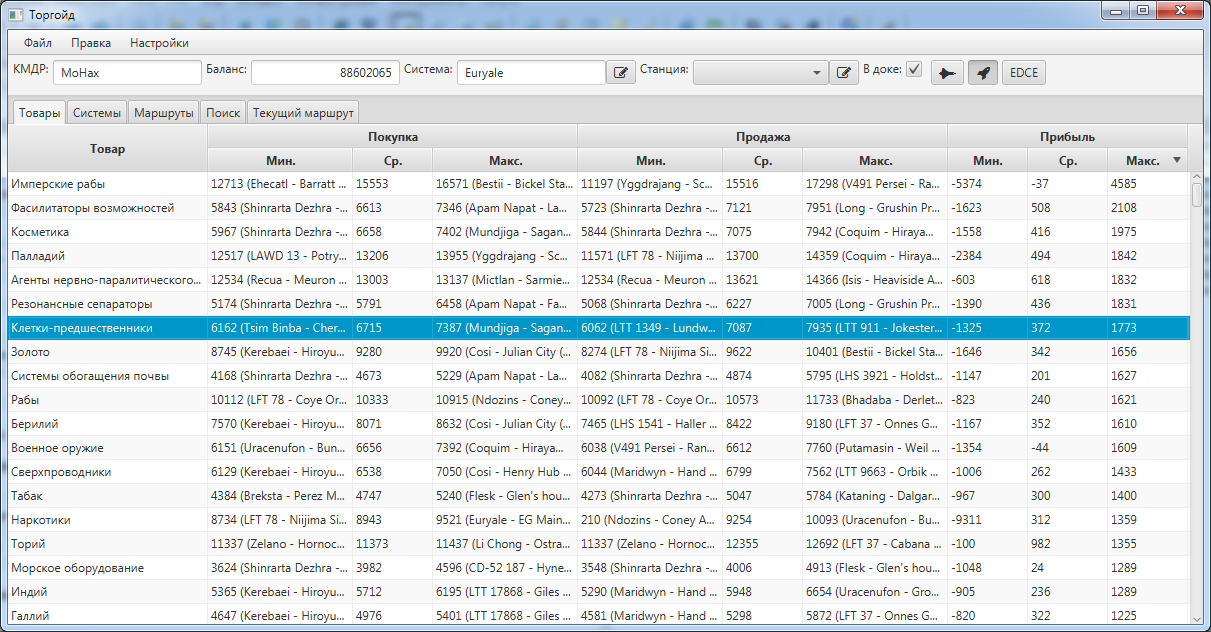 Торгойд
Файл Правка Настройки
КМДР: MoHax Баланс: 88602065 Система: Euryale Станция: В доке: EDCE
Товары Системы Маршруты Поиск Текущий маршрут
Товар Покупка Продажа Прибыль
Мин. Ср. Макс. Мин. Ср. Макс. Мин. Ср. Макс.
Имперские рабы 12713 (Ehecatl - Barratt ... 15553 16571 (Bestii - Bickel Sta... 11197 (Yggdrajang - Sc... 15516 17298 (V491 Persei - Ra... -5374 -37 4585
Фасилитаторы возможностей 5843 (Shinrarta Dezhra -... 6613 7346 (Apam Napat - La... 5723 (Shinrarta Dezhra -... 7121 7951 (Long - Grushin Pr... -1623 508 2108
Косметика 5967 (Shinrarta Dezhra -... 6658 7402 (Mundjiga - Sagan... 5844 (Shinrarta Dezhra -... 7075 7942 (Coquim - Hiraya... -1558 416 1975
Палладий 12517 (LAWD 13 - Potry... 13206 13955 (Yggdrajang - Sc... 11571 (LFT 78 - Niijima ... 13700 14359 (Coquim - Hiraya... -2384 494 1842
Агенты нервно-паралитического... 12534 (Recua - Meuron ... 13003 13137 (Mictlan - Sarmie... 12534 (Recua - Meuron ... 13621 14366 (Isis - Heaviside A... -603 618 1832
Резонансные сепараторы 5174 (Shinrarta Dezhra -... 5791 6458 (Apam Napat - Fa... 5068 (Shinrarta Dezhra -... 6227 7005 (Long - Grushin Pr... -1390 436 1831
Клетки-предшественники 6162 (Tsim Binba - Cher... 6715 7387 (Mundjiga - Sagan... 6062 (LTT 1349 - Lundw... 7087 7935 (LTT 911 - Jokester... -1325 372 1773
Золото 8745 (Kerebaei - Hiroyu... 9280 9920 (Cosi - Julian City (... 8274 (LFT 78 - Niijima Si... 9622 10401 (Bestii - Bickel Sta... -1646 342 1656
Системы обогащения почвы 4168 (Shinrarta Dezhra -... 4673 5229 (Apam Napat - La... 4082 (Shinrarta Dezhra -... 4874 5795 (LHS 3921 - Holdst... -1147 201 1627
Рабы 10112 (LFT 78 - Coye Or... 10333 10915 (Ndozins - Coney... 10092 (LFT 78 - Coye Or... 10573 11733 (Bhadaba - Derlet... -823 240 1621
Берилий 7570 (Kerebaei - Hiroyu... 8071 8632 (Cosi - Julian City (... 7465 (LHS 1541 - Haller ... 8422 9180 (LFT 37 - Onnes G... -1167 352 1610
Военное оружие 6151 (Uracenufon - Bun... 6656 7392 (Coquim - Hiraya... 6038 (V491 Persei - Ran... 6612 7760 (Putamasin - Weil ... -1354 -44 1609
Сверхпроводники 6129 (Kerebaei - Hiroyu... 6538 7050 (Cosi - Henry Hub ... 6044 (Maridwyn - Hand ... 6799 7562 (LTT 9663 - Orbik ... -1006 262 1433
Табак 4384 (Breksta - Perez M... 4747 5240 (Flesk - Glen's hou... 4273 (Shinrarta Dezhra -... 5047 5784 (Kataning - Dalgar... -967 300 1400
Наркотики 8734 (LFT 78 - Niijima Si... 8943 9521 (Euryale - EG Main... 210 (Ndozins - Coney A... 9254 10093 (Uracenufon - Bu... -9311 312 1359
Торий 11337 (Zelano - Hornoc... 11373 11437 (Li Chong - Ostra... 11337 (Zelano - Hornoc... 12355 12692 (LFT 37 - Cabana ... -100 982 1355
Морское оборудование 3624 (Shinrarta Dezhra -... 3982 4596 (CD-52 187 - Hyne... 3548 (Shinrarta Dezhra -... 4006 4913 (Flesk - Glen's hou... -1048 24 1289
Индий 5365 (Kerebaei - Hiroyu... 5712 6195 (LTT 17868 - Giles ... 5290 (Maridwyn - Hand ... 5948 6654 (Uracenufon - Gro... -905 236 1289
Галлий 4647 (Kerebaei - Hiroyu... 4976 5401 (LTT 17868 - Giles ... 4581 (Maridwyn - Hand ... 5298 5872 (LFT 37 - Onnes G... -820 322 1225